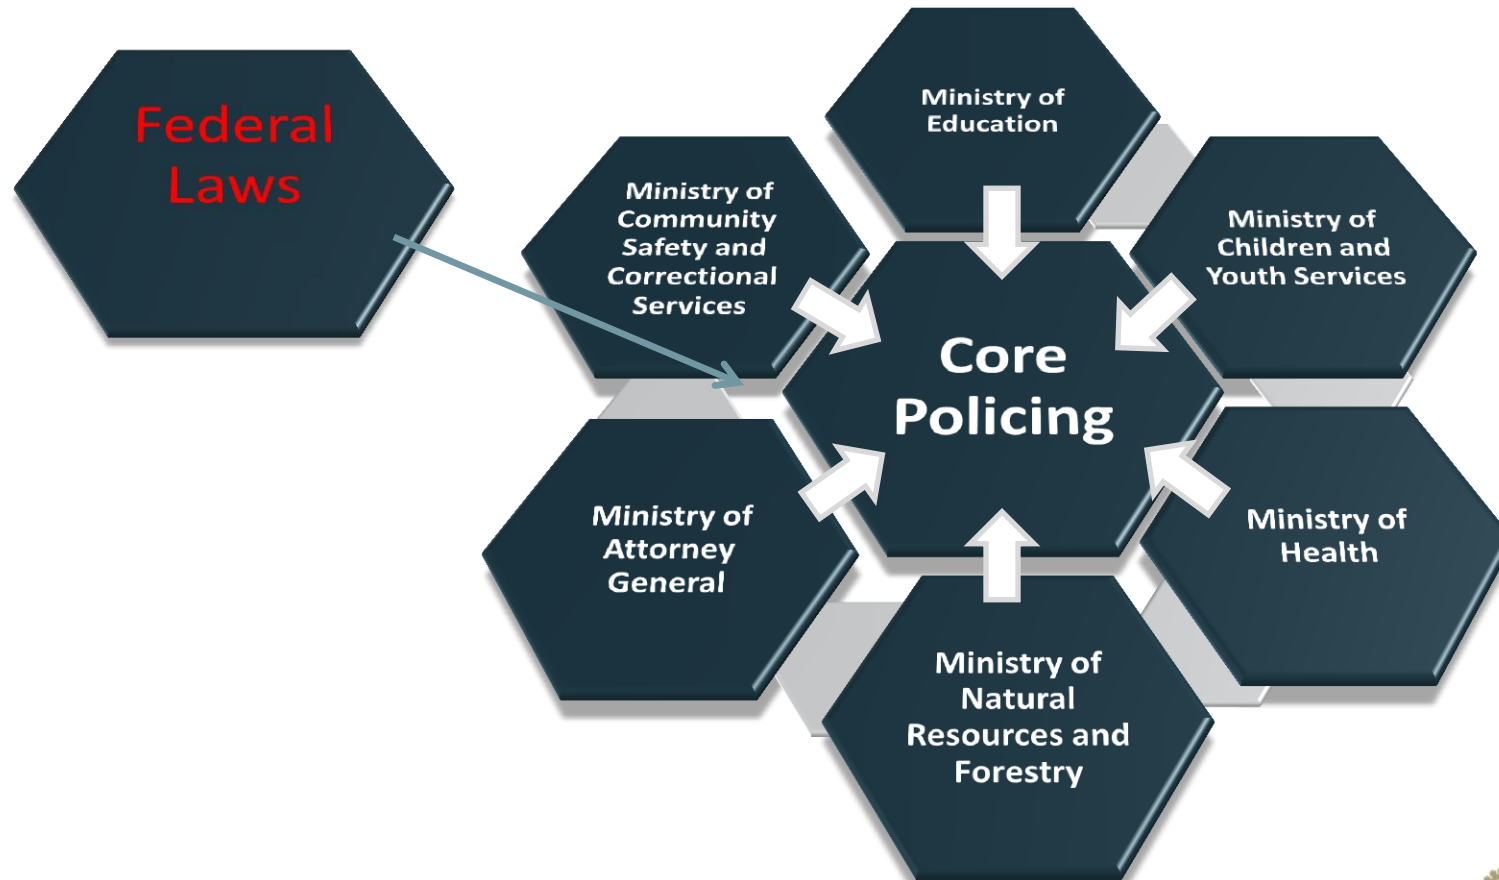 Federal
Laws
Ministry of
Education
Ministry of
Community
Safety and
Correctional
Services
Ministry of
Children and
Youth Services
Core
Policing
Ministry of
Attorney
General
Ministry of
Health
Ministry of
Natural
Resources and
Forestry